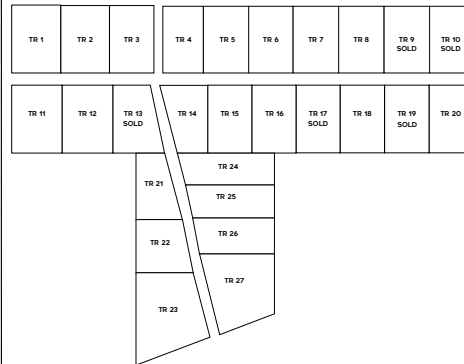 TR 1
TR 2
TR 3
TR 4
TR 5
TR 6
TR 7
TR 8
TR 9
SOLD
TR 10
SOLD
TR 11
TR 12
TR 13
SOLD
TR 14
TR 15
TR 16
TR 17
SOLD
TR 18
TR 19
SOLD
TR 20
TR 21
TR 24
TR 25
TR 22
TR 26
TR 23
TR 27